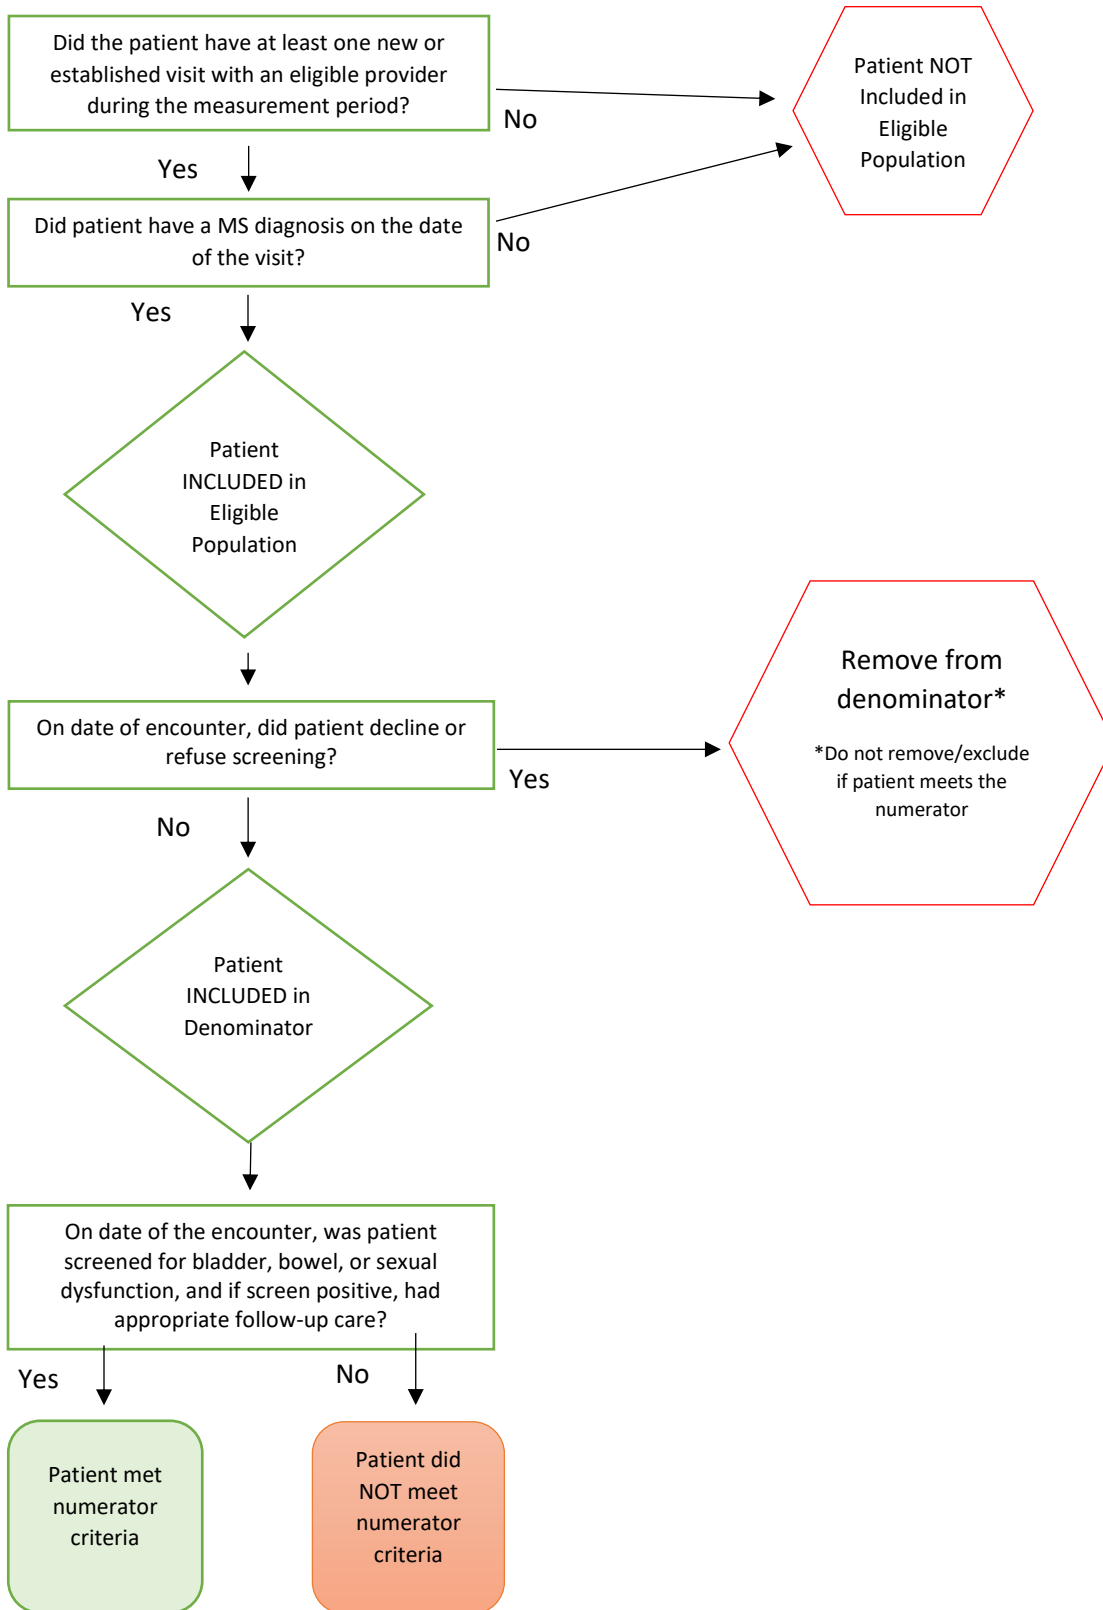 Did the patient have at least one new or
established visit with an eligible provider
during the measurement period?
No
Patient NOT
Included in
Eligible
Population
Yes
Did patient have a MS diagnosis on the date
of the visit?
No
Yes
Patient
INCLUDED in
Eligible
Population
On date of encounter, did patient decline or
refuse screening?
Yes
Remove from
denominator*
*Do not remove/exclude
if patient meets the
numerator
No
Patient
INCLUDED in
Denominator
On date of the encounter, was patient
screened for bladder, bowel, or sexual
dysfunction, and if screen positive, had
appropriate follow-up care?
Yes
No
Patient met
numerator
criteria
Patient did
NOT meet
numerator
criteria